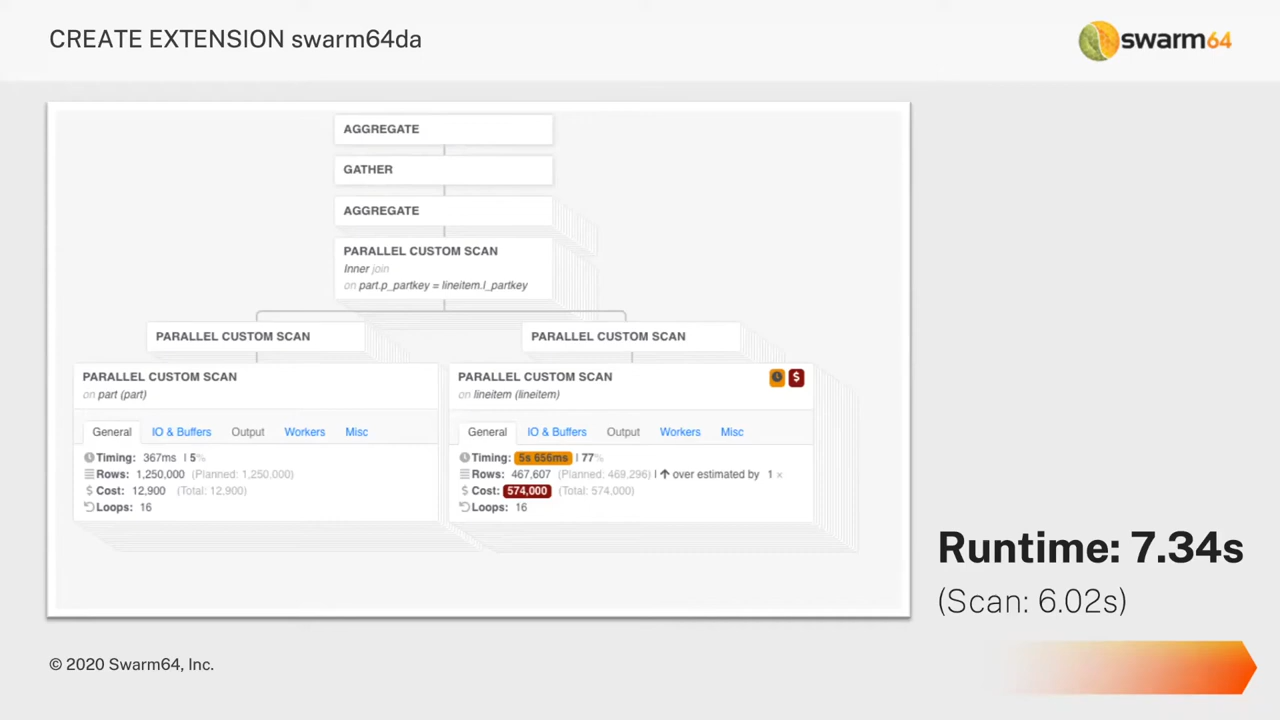 CREATE EXTENSION swarm64da
swarm64
AGGREGATE
GATHER
AGGREGATE
PARALLEL CUSTOM SCAN
Inner join
on part.p_partkey = lineitem.l_partkey
PARALLEL CUSTOM SCAN
PARALLEL CUSTOM SCAN
PARALLEL CUSTOM SCAN
on part (part)
General IO & Buffers Output Workers Misc
Timing: 367ms | 5%
Rows: 1,250,000 (Planned: 1,250,000)
$ Cost: 12,900 (Total: 12,900)
Loops: 16
PARALLEL CUSTOM SCAN $
on lineitem (lineitem)
General IO & Buffers Output Workers Misc
Timing: 5s 656ms | 77%
Rows: 467,607 (Planned: 469,296) | over estimated by 1 ×
$ Cost: 574,000 (Total: 574,000)
Loops: 16
Runtime: 7.34s
(Scan: 6.02s)
© 2020 Swarm64, Inc.